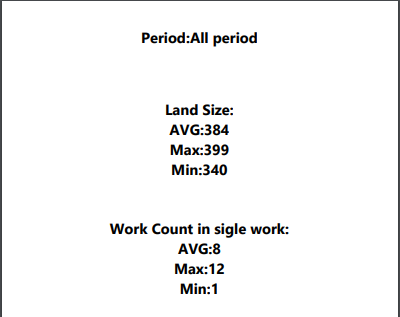 Period:All period
Land Size:
AVG:384
Max:399
Min:340
Work Count in sigle work:
AVG:8
Max:12
Min:1